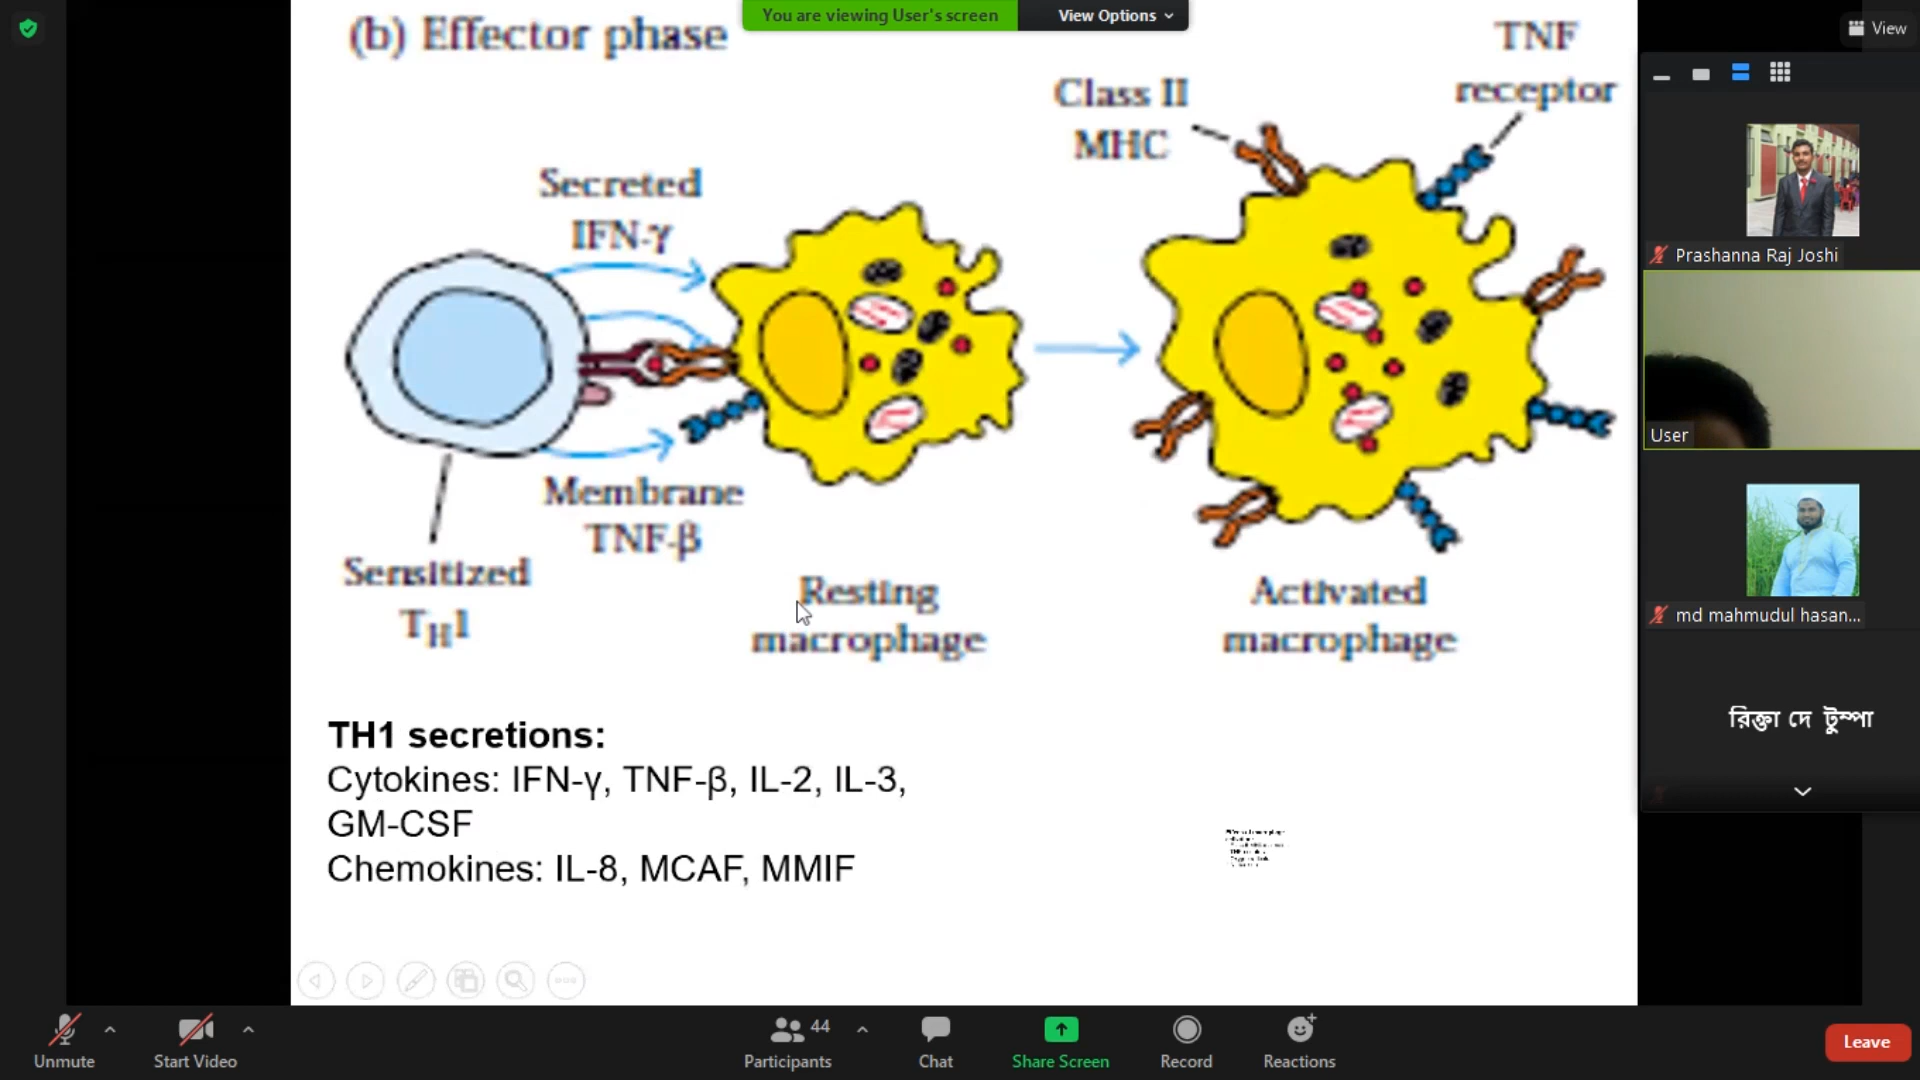 You are viewing User's screen
View Options
View
(b) Effector phase
TNF
receptor
Class II
MHC
Secreted
IFN-γ
Membrane
TNF-β
Sensitized
TH1
Resting
macrophage
Activated
macrophage
TH1 secretions:
Cytokines: IFN-γ, TNF-β, IL-2, IL-3,
GM-CSF
Chemokines: IL-8, MCAF, MMIF
Prashanna Raj Joshi
User
md mahmudul hasan...
রিক্তা দে টুম্পা
Unmute
Start Video
44
Participants
Chat
Share Screen
Record
Reactions
Leave